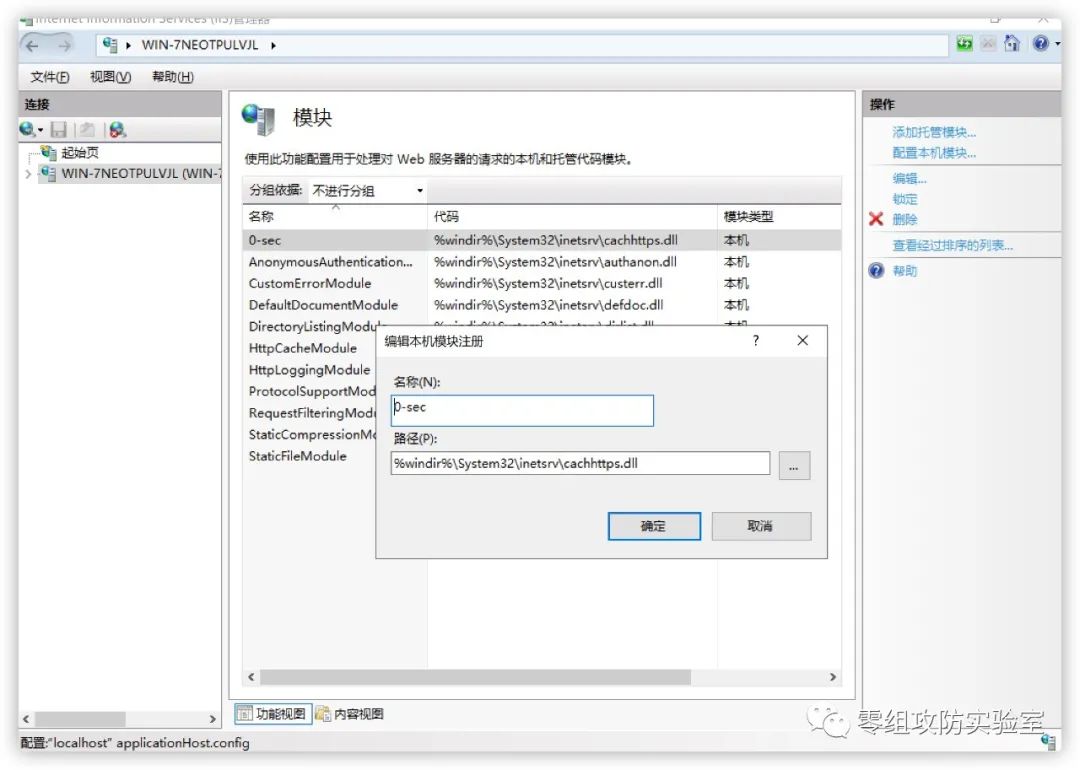 Internet Information Services (IIS)管理器
WIN-7NEOTPULVJL
文件(F) 视图(V) 帮助(H)
连接
起始页
WIN-7NEOTPULVJL (WIN-7
模块
使用此功能配置用于处理对 Web 服务器的请求的本机和托管代码模块。
分组依据: 不进行分组
名称 代码 模块类型
0-sec %windir%\System32\inetsrv\cachhttps.dll 本机
AnonymousAuthentication... %windir%\System32\inetsrv\authanon.dll 本机
CustomErrorModule %windir%\System32\inetsrv\custerr.dll 本机
DefaultDocumentModule %windir%\System32\inetsrv\defdoc.dll 本机
DirectoryListingModule %windir%\System32\inetsrv\dirlist.dll 本机
HttpCacheModule
HttpLoggingModule
ProtocolSupportMod
RequestFilteringModu
StaticCompressionMo
StaticFileModule
编辑本机模块注册 ?
名称(N):
0-sec
路径(P):
%windir%\System32\inetsrv\cachhttps.dll
...
确定 取消
功能视图 内容视图
配置:"localhost" applicationHost.config
操作
添加托管模块...
配置本机模块...
编辑...
锁定
删除
查看经过排序的列表...
帮助
零组攻防实验室